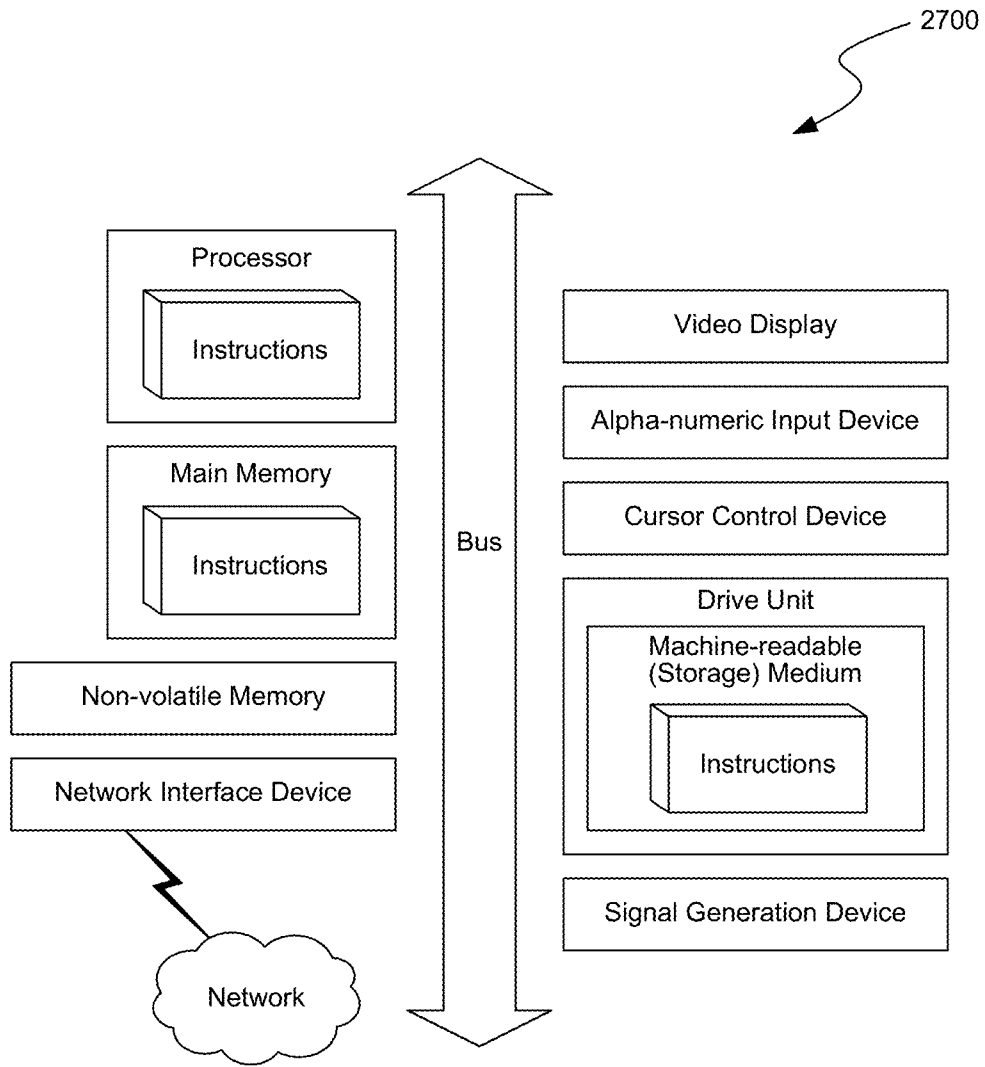 2700
Processor
Instructions
Main Memory
Instructions
Non-volatile Memory
Network Interface Device
Network
Bus
Video Display
Alpha-numeric Input Device
Cursor Control Device
Drive Unit
Machine-readable
(Storage) Medium
Instructions
Signal Generation Device